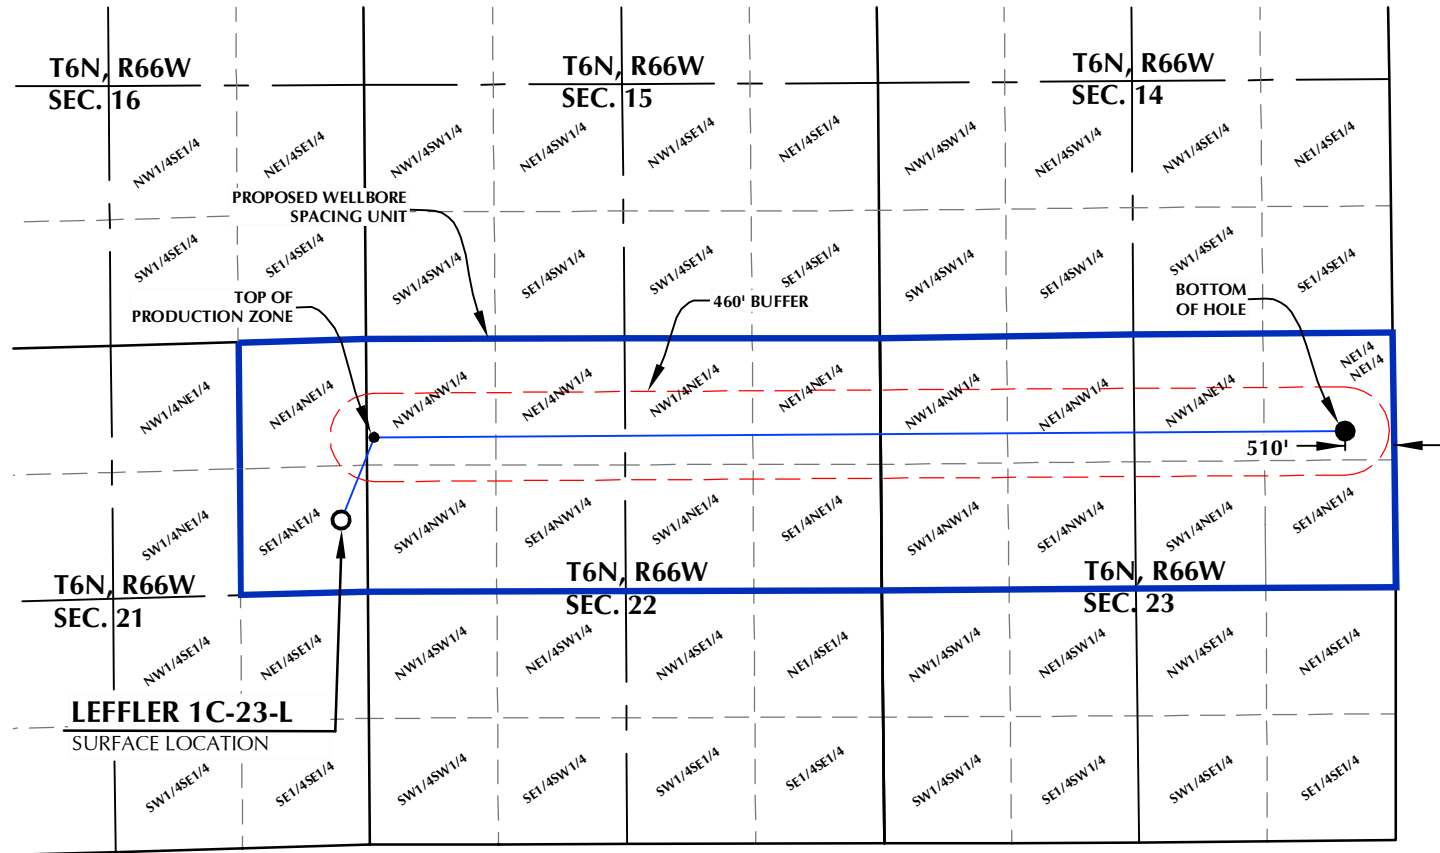 T6N, R66W
SEC. 16
T6N, R66W
SEC. 15
T6N, R66W
SEC. 14
NW1/4SE1/4
NE1/4SE1/4
NW1/4SW1/4
NE1/4SW1/4
NW1/4SE1/4
NE1/4SE1/4
NW1/4SW1/4
NE1/4SW1/4
NW1/4SE1/4
NE1/4SE1/4
PROPOSED WELLBORE
SPACING UNIT
SW1/4SE1/4
SE1/4SE1/4
SW1/4SW1/4
SE1/4SW1/4
SW1/4SE1/4
SE1/4SE1/4
SW1/4SW1/4
SE1/4SW1/4
SW1/4SE1/4
SE1/4SE1/4
TOP OF
PRODUCTION ZONE
460' BUFFER
BOTTOM
OF HOLE
NW1/4NE1/4
NE1/4NE1/4
NW1/4NW1/4
NE1/4NW1/4
NW1/4NE1/4
NE1/4NE1/4
NW1/4NW1/4
NE1/4NW1/4
NW1/4NE1/4
NE1/4
NE1/4
510'
SW1/4NE1/4
SE1/4NE1/4
SW1/4NW1/4
SE1/4NW1/4
SW1/4NE1/4
SE1/4NE1/4
SW1/4NW1/4
SE1/4NW1/4
SW1/4NE1/4
SE1/4NE1/4
T6N, R66W
SEC. 21
T6N, R66W
SEC. 22
T6N, R66W
SEC. 23
NW1/4SE1/4
NE1/4SE1/4
NW1/4SW1/4
NE1/4SW1/4
NW1/4SE1/4
NE1/4SE1/4
NW1/4SW1/4
NE1/4SW1/4
NW1/4SE1/4
NE1/4SE1/4
LEFFLER 1C-23-L
SURFACE LOCATION
SW1/4SE1/4
SE1/4SE1/4
SW1/4SW1/4
SE1/4SW1/4
SW1/4SE1/4
SE1/4SE1/4
SW1/4SW1/4
SE1/4SW1/4
SW1/4SE1/4
SE1/4SE1/4